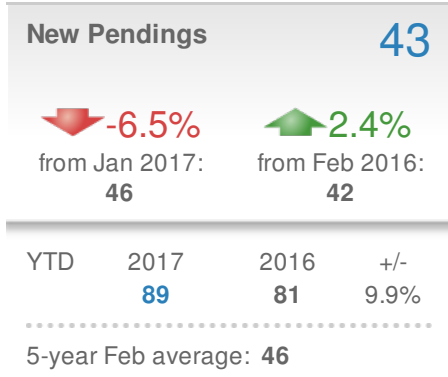 New Pendings 43
-6.5% 2.4%
from Jan 2017: from Feb 2016:
46 42
YTD 2017 2016 +/-
89 81 9.9%
5-year Feb average: 46